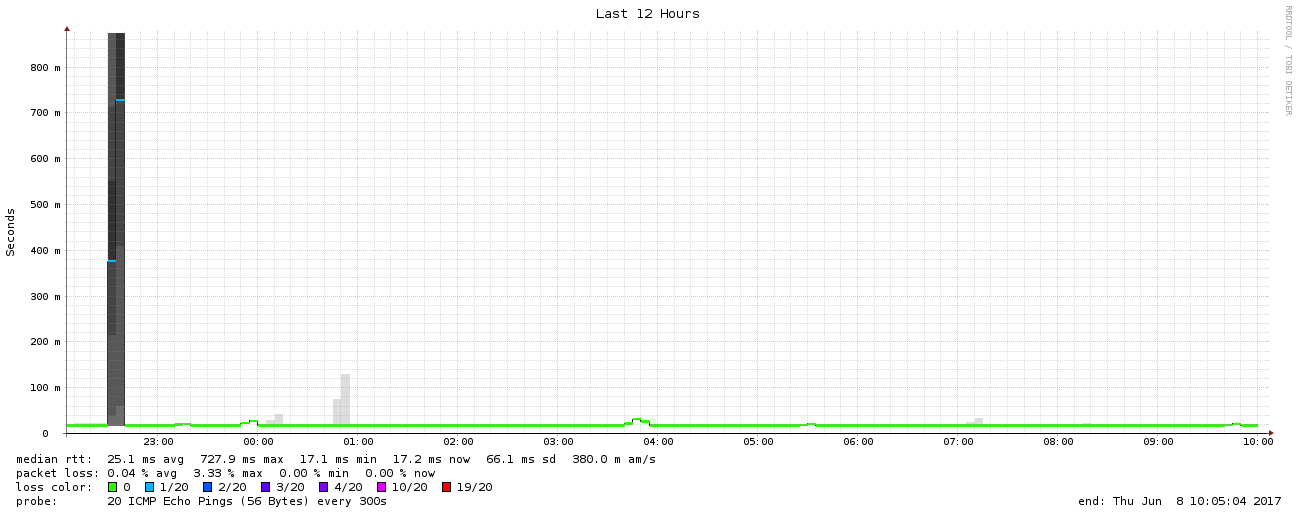 Last 12 Hours
RRDTOOL / TOBI OETIKER
Seconds
800 m
700 m
600 m
500 m
400 m
300 m
200 m
100 m
0
23:00 00:00 01:00 02:00 03:00 04:00 05:00 06:00 07:00 08:00 09:00 10:00
median rtt: 25.1 ms avg 727.9 ms max 17.1 ms min 17.2 ms now 66.1 ms sd 380.0 m am/s
packet loss: 0.04 % avg 3.33 % max 0.00 % min 0.00 % now
loss color: 0 1/20 2/20 3/20 4/20 10/20 19/20
probe: 20 ICMP Echo Pings (56 Bytes) every 300s end: Thu Jun 8 10:05:04 2017